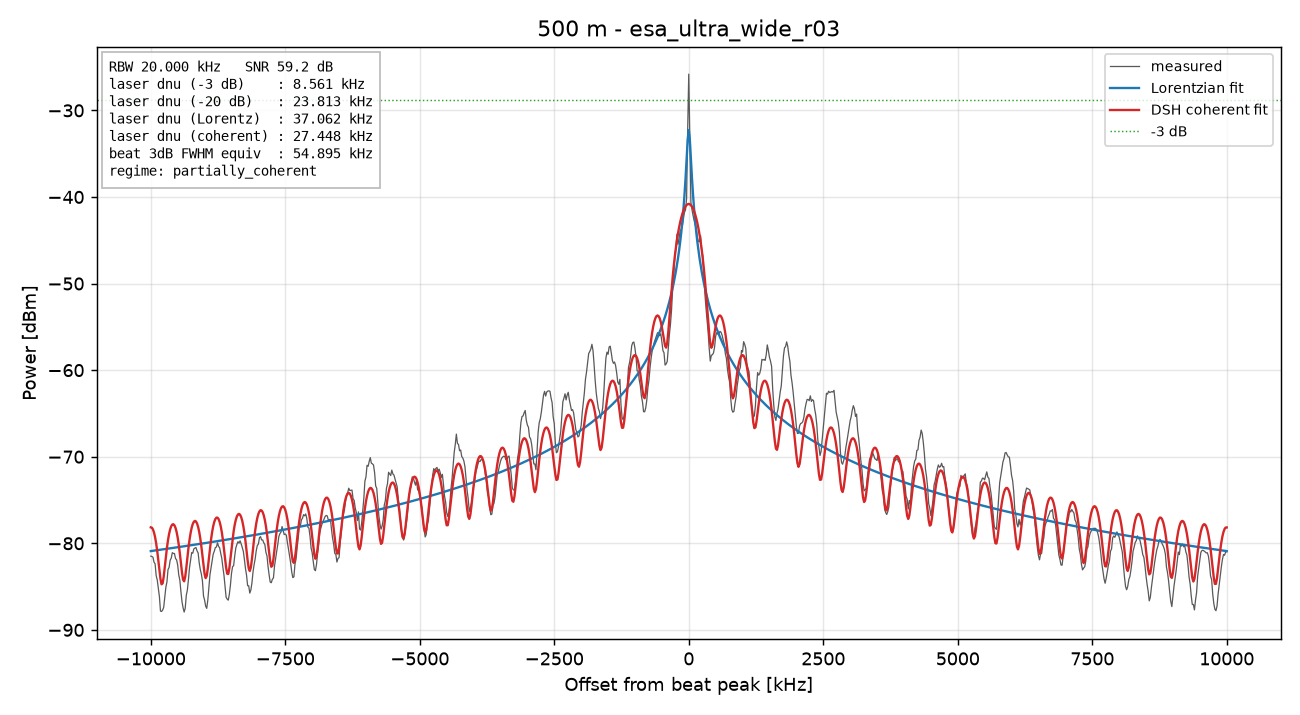 500 m - esa_ultra_wide_r03
RBW 20.000 kHz   SNR 59.2 dB
laser dnu (-3 dB)    : 8.561 kHz
laser dnu (-20 dB)   : 23.813 kHz
laser dnu (Lorentz)  : 37.062 kHz
laser dnu (coherent) : 27.448 kHz
beat 3dB FWHM equiv  : 54.895 kHz
regime: partially_coherent
measured
Lorentzian fit
DSH coherent fit
-3 dB
Power [dBm]
−30
−40
−50
−60
−70
−80
−90
−10000
−7500
−5000
−2500
0
2500
5000
7500
10000
Offset from beat peak [kHz]